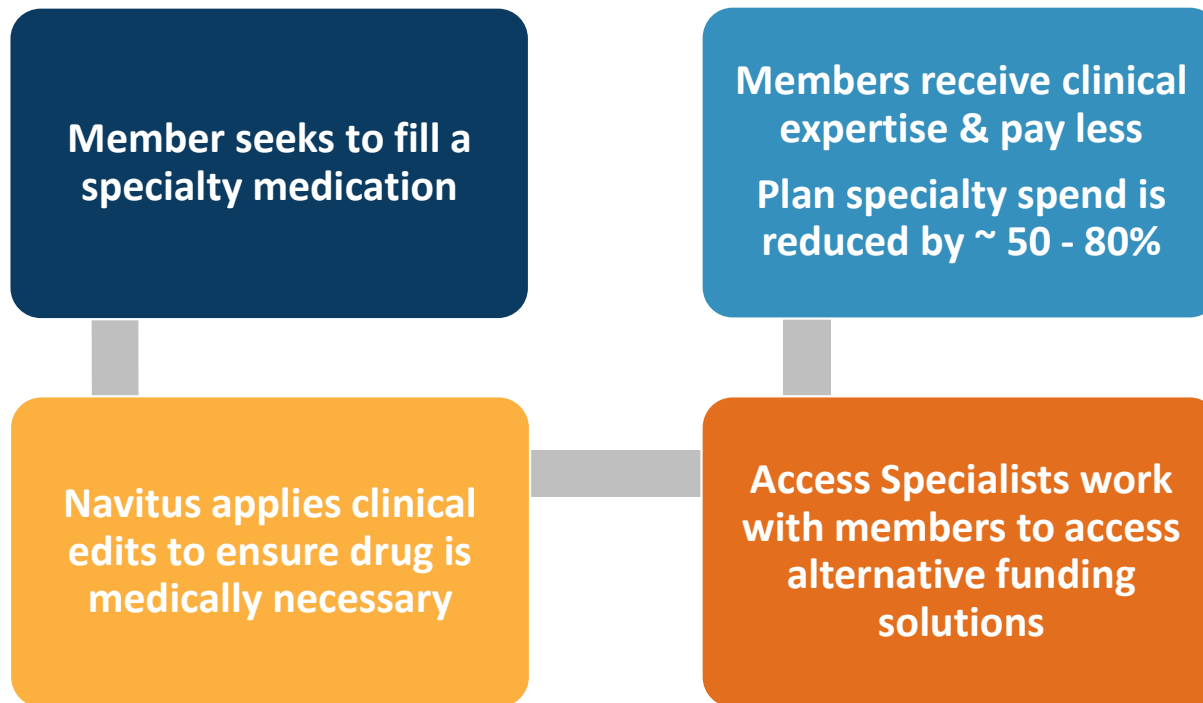 Member seeks to fill a
specialty medication
Navitus applies clinical
edits to ensure drug is
medically necessary
Access Specialists work
with members to access
alternative funding
solutions
Members receive clinical
expertise & pay less
Plan specialty spend is
reduced by ~ 50 - 80%